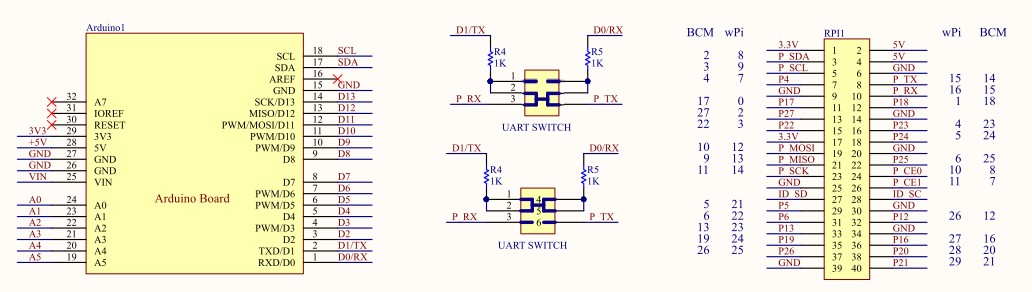 Arduino1
18 SCL
SCL
17 SDA
SDA
16
AREF
15 GND
GND
32 14 D13
A7 SCK/D13
31 13 D12
IOREF MISO/D12
30 12 D11
RESET PWM/MOSI/D11
3V3 29 11 D10
3V3 PWM/D10
+5V 28 10 D9
5V PWM/D9
GND 27 9 D8
GND D8
GND 26
GND
VIN 25 8 D7
VIN D7
7 D6
PWM/D6
Arduino Board
A0 24 6 D5
A0 PWM/D5
A1 23 5 D4
A1 D4
A2 22 4 D3
A2 PWM/D3
A3 21 3 D2
A3 D2
A4 20 2 D1/TX
A4 TXD/D1
A5 19 1 D0/RX
A5 RXD/D0
D1/TX D0/RX
R4 R5
1K 1K
1
2
P_RX 3 P_TX
UART SWITCH
D1/TX D0/RX
R4 R5
1K 1K
1 4
2 5
P_RX 3 6 P_TX
UART SWITCH
BCM wPi RPI1 wPi BCM
3.3V 1 2 5V
2 8 P_SDA 3 4 5V
3 9 P_SCL 5 6 GND
4 7 P4 7 8 P_TX 15 14
GND 9 10 P_RX 16 15
17 0 P17 11 12 P18 1 18
27 2 P27 13 14 GND
22 3 P22 15 16 P23 4 23
3.3V 17 18 P24 5 24
10 12 P_MOSI 19 20 GND
9 13 P_MISO 21 22 P25 6 25
11 14 P_SCK 23 24 P_CE0 10 8
GND 25 26 P_CE1 11 7
ID_SD 27 28 ID_SC
5 21 P5 29 30 GND
6 22 P6 31 32 P12 26 12
13 23 P13 33 34 GND
19 24 P19 35 36 P16 27 16
26 25 P26 37 38 P20 28 20
GND 39 40 P21 29 21